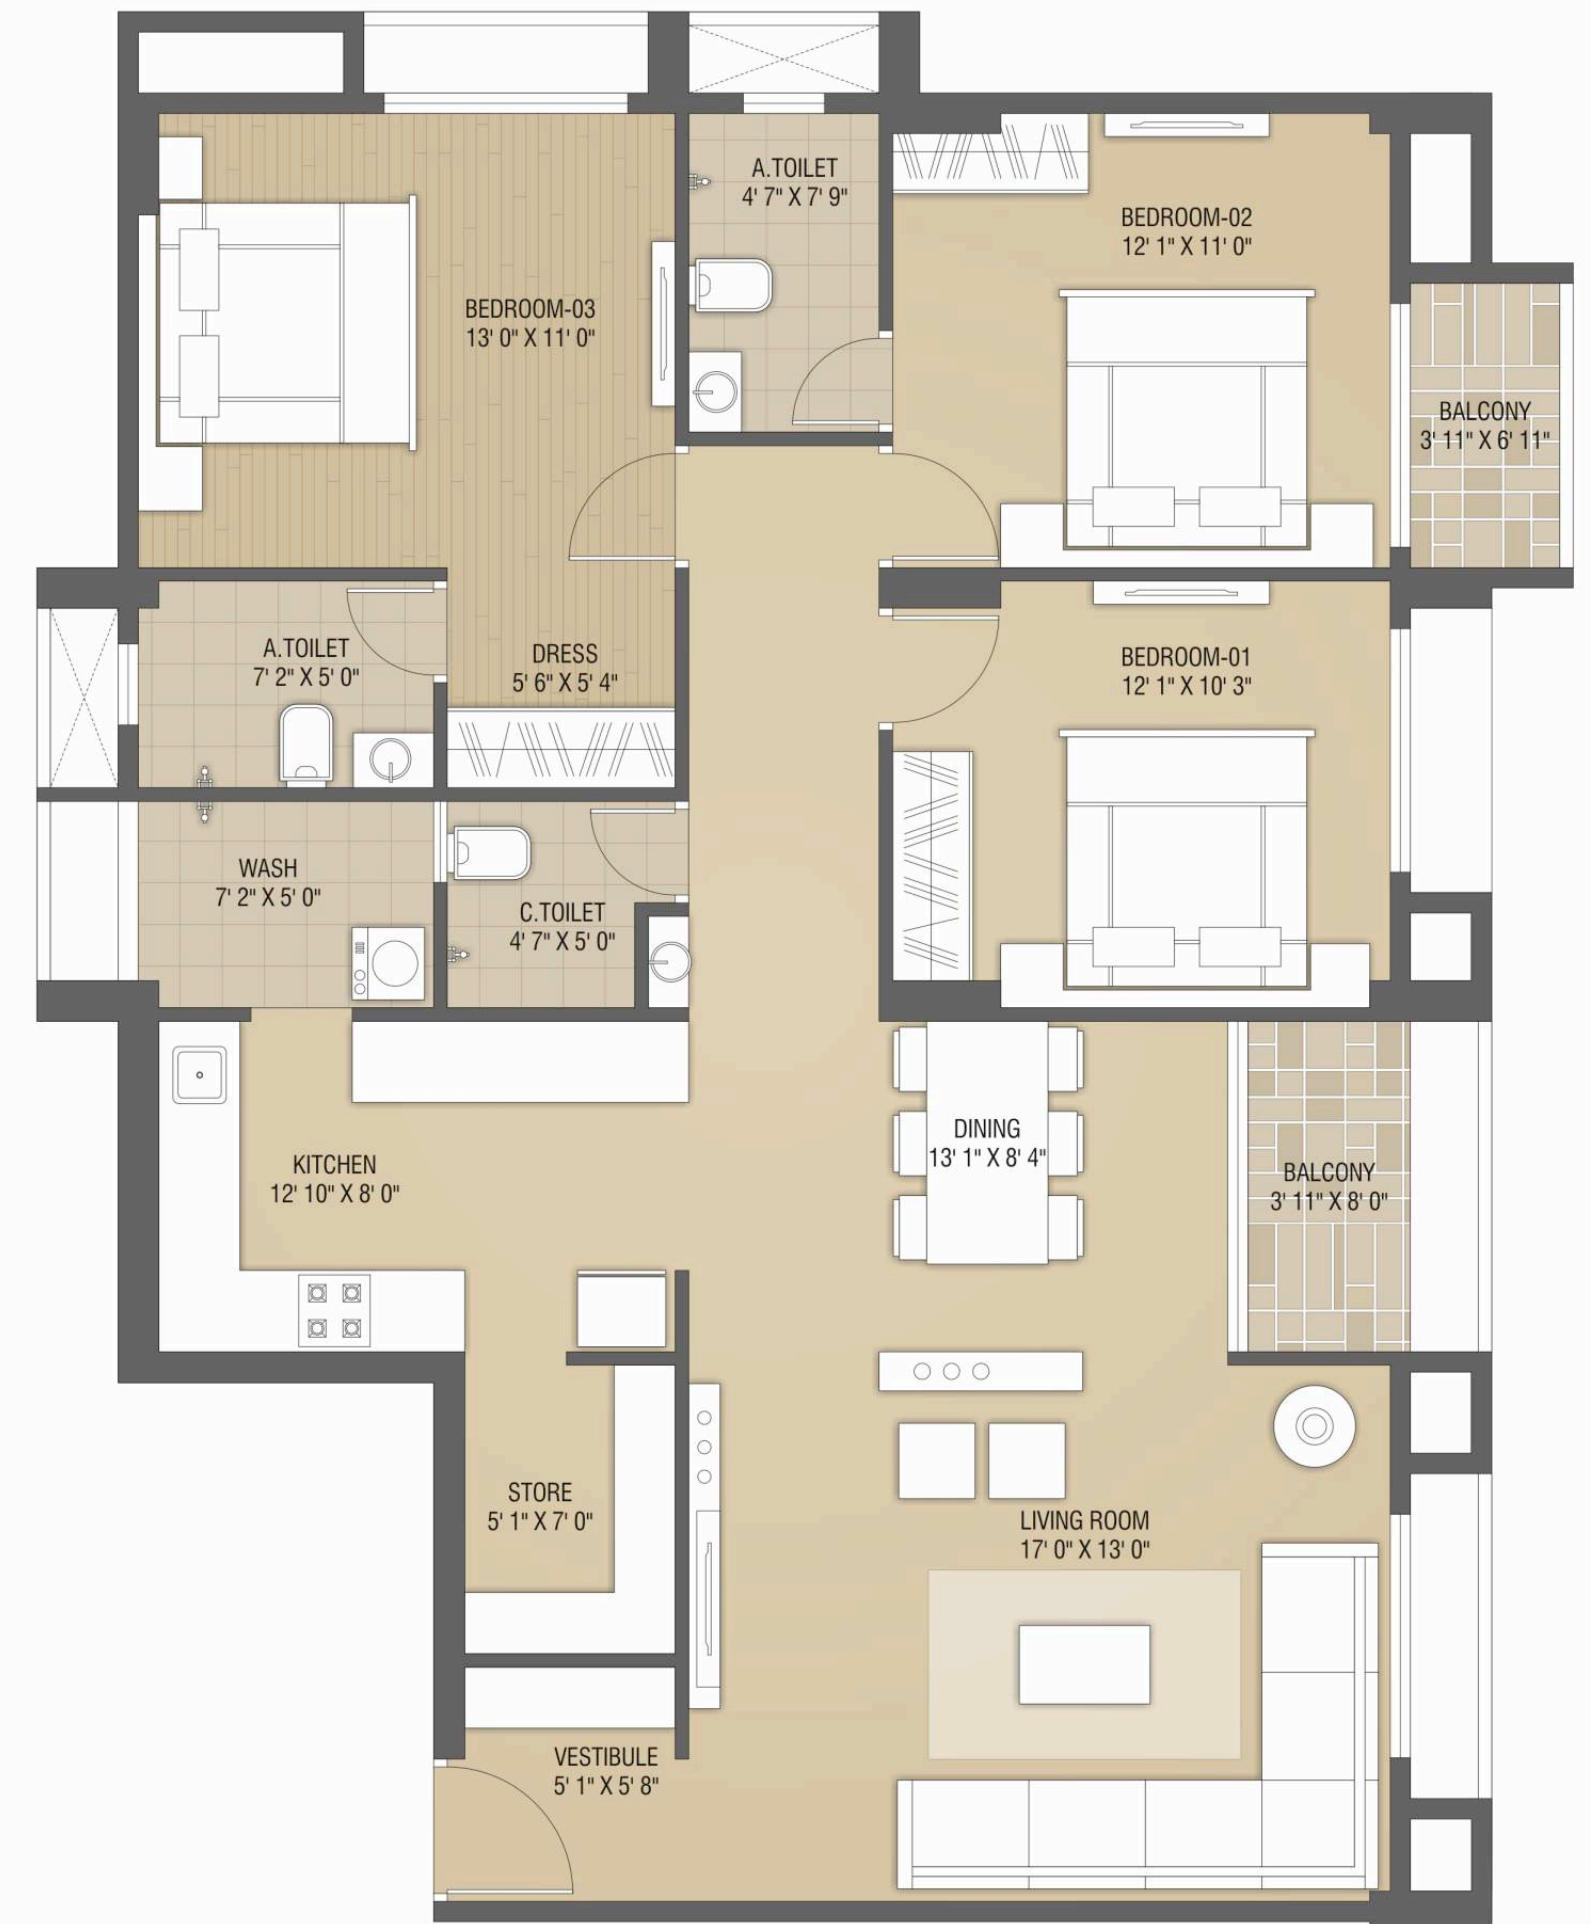 A.TOILET
4' 7" X 7' 9"
BEDROOM-02
12' 1" X 11' 0"
BEDROOM-03
13' 0" X 11' 0"
BALCONY
3' 11" X 6' 11"
A.TOILET
7' 2" X 5' 0"
DRESS
5' 6" X 5' 4"
BEDROOM-01
12' 1" X 10' 3"
WASH
7' 2" X 5' 0"
C.TOILET
4' 7" X 5' 0"
DINING
13' 1" X 8' 4"
KITCHEN
12' 10" X 8' 0"
BALCONY
3' 11" X 8' 0"
STORE
5' 1" X 7' 0"
LIVING ROOM
17' 0" X 13' 0"
VESTIBULE
5' 1" X 5' 8"